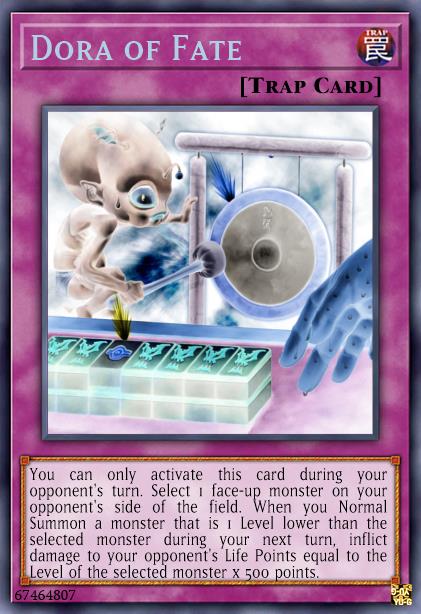 Dora of Fate
TRAP
罠
[Trap Card]
You can only activate this card during your
opponent's turn. Select 1 face-up monster on your
opponent's side of the field. When you Normal
Summon a monster that is 1 Level lower than the
selected monster during your next turn, inflict
damage to your opponent's Life Points equal to the
Level of the selected monster x 500 points.
67464807